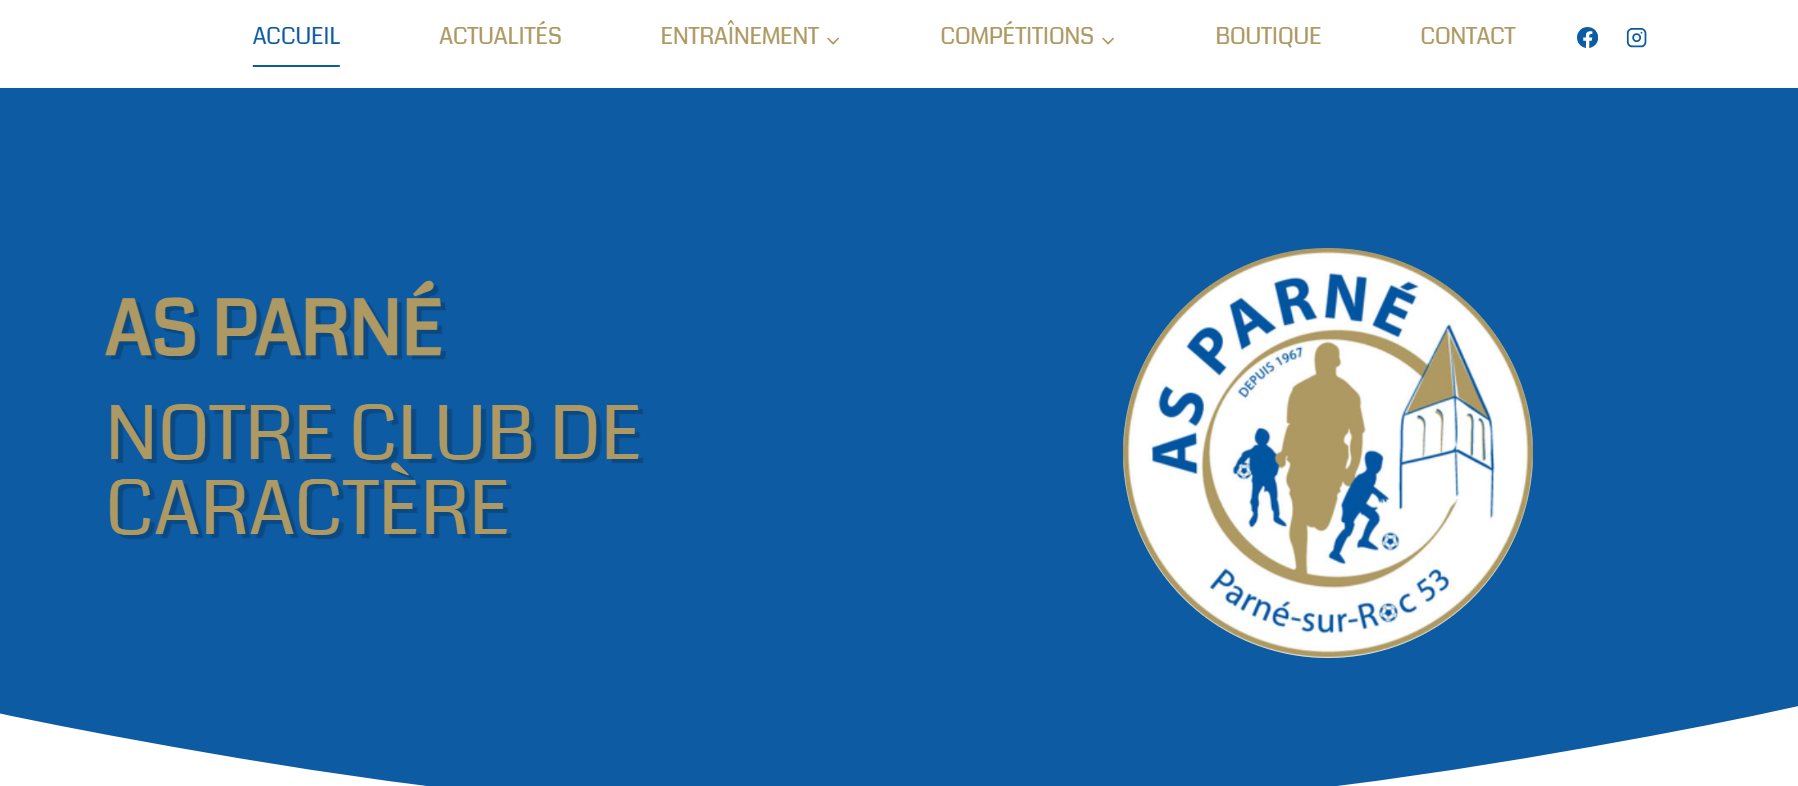 ACCUEIL ACTUALITÉS ENTRAÎNEMENT COMPÉTITIONS BOUTIQUE CONTACT
AS PARNÉ
NOTRE CLUB DE
CARACTÈRE
AS PARNÉ
DEPUIS 1967
Parné-sur-Roc 53